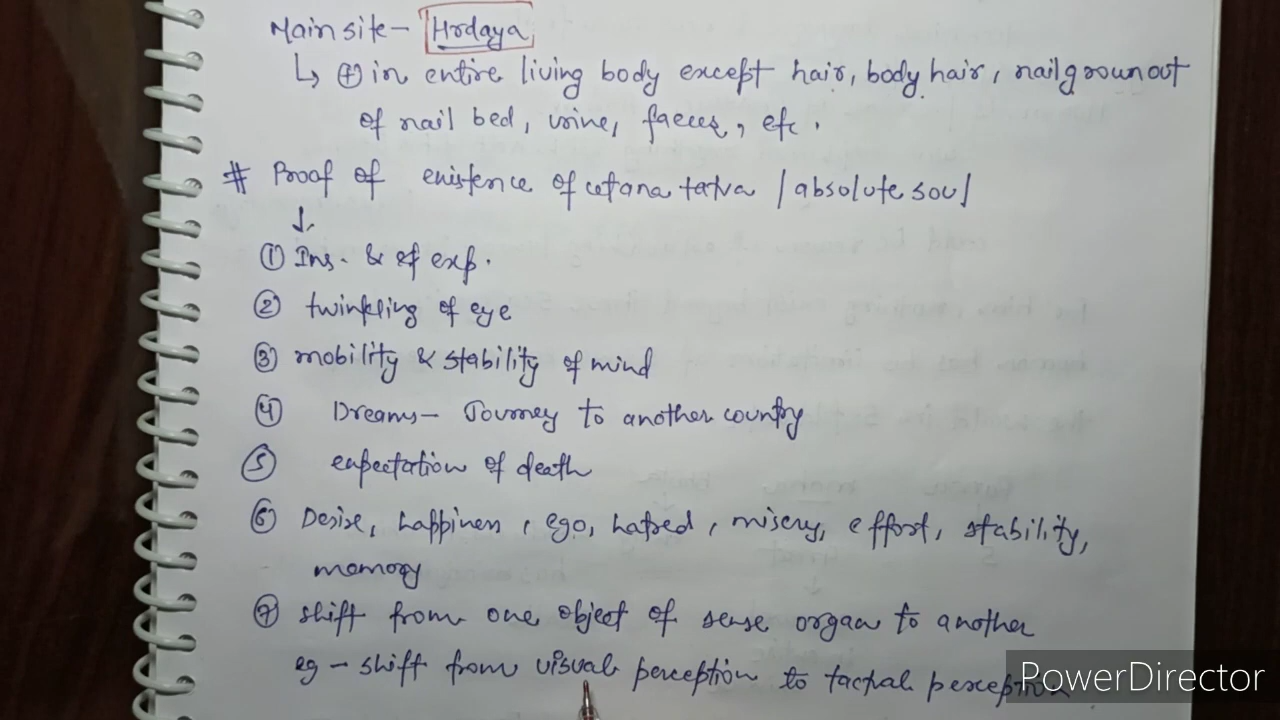 Main site - Hrdaya
↳ ⊕ in entire living body except hair, body hair, nail grown out
of nail bed, urine, faeces, etc.
# Proof of existence of cetana tatva / absolute soul
↓
① Ins. & of exp.
② twinkling of eye
③ mobility & stability of mind
④ Dreams - Journey to another country
⑤ expectation of death
⑥ Desire, happiness, ego, hatred, misery, effort, stability,
memory
⑦ shift from one object of sense organ to another
eg - shift from visual perception to tactual perception
PowerDirector